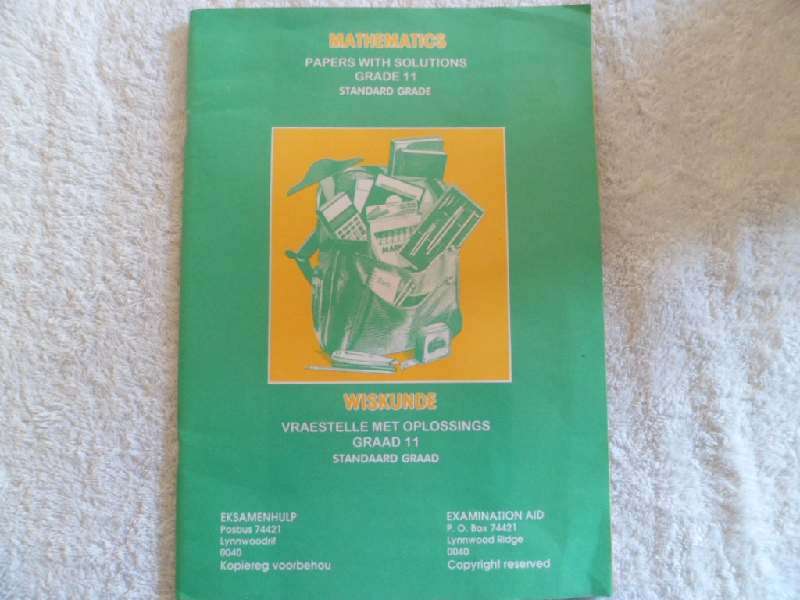 MATHEMATICS
PAPERS WITH SOLUTIONS
GRADE 11
STANDARD GRADE
WISKUNDE
VRAESTELLE MET OPLOSSINGS
GRAAD 11
STANDAARD GRAAD
EKSAMENHULP
Posbus 74421
Lynnwoodrif
0040
Kopiereg voorbehou
EXAMINATION AID
P. O. Box 74421
Lynnwood Ridge
0040
Copyright reserved